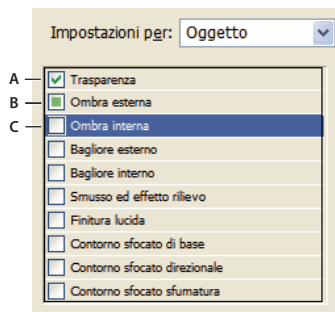 Impostazioni per: Oggetto
A Trasparenza
B Ombra esterna
C Ombra interna
Bagliore esterno
Bagliore interno
Smusso ed effetto rilievo
Finitura lucida
Contorno sfocato di base
Contorno sfocato direzionale
Contorno sfocato sfumatura